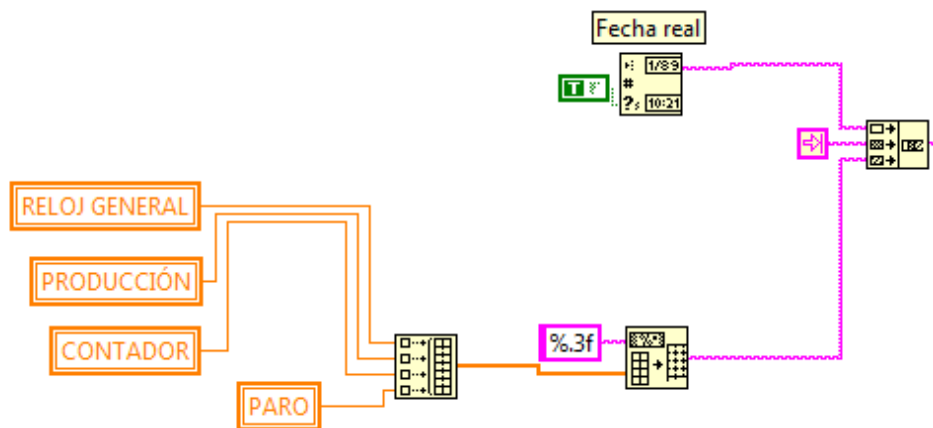 Fecha real
1/89
#
T
?s 10:21
RELOJ GENERAL
PRODUCCIÓN
CONTADOR
%.3f
PARO